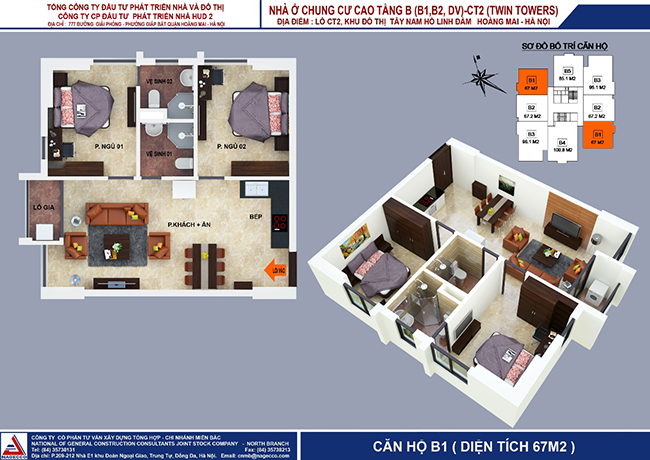 TỔNG CÔNG TY ĐẦU TƯ PHÁT TRIỂN NHÀ VÀ ĐÔ THỊ
CÔNG TY CP ĐẦU TƯ PHÁT TRIỂN NHÀ HUD 2
ĐỊA CHỈ : 777 ĐƯỜNG GIẢI PHÓNG - PHƯỜNG GIÁP BÁT QUẬN HOÀNG MAI - HÀ NỘI
NHÀ Ở CHUNG CƯ CAO TẦNG B (B1,B2, DV)-CT2 (TWIN TOWERS)
ĐỊA ĐIỂM : LÔ CT2, KHU ĐÔ THỊ TÂY NAM HỒ LINH ĐÀM HOÀNG MAI - HÀ NỘI
SƠ ĐỒ BỐ TRÍ CĂN HỘ
B1
67 M2
B5
85.1 M2
B3
96.1 M2
B2
67.2 M2
B2
67.2 M2
B3
96.1 M2
B4
100.9 M2
B1
67 M2
VỆ SINH 02
P. NGỦ 01
VỆ SINH 01
P. NGỦ 02
LÔ GIA
P.KHÁCH + ĂN
BẾP
LỐI VÀO
NAGECCO
CÔNG TY CỔ PHẦN TƯ VẤN XÂY DỰNG TỔNG HỢP - CHI NHÁNH MIỀN BẮC
NATIONAL OF GENERAL CONSTRUCTION CONSULTANTS JOINT STOCK COMPANY - NORTH BRANCH
Tel: (84) 35738131 Fax: (84) 35738213
Địa chỉ: P.209-212 Nhà E1 khu Đoàn Ngoại Giao, Trung Tự, Đống Đa, Hà Nội. Email: cnmb@nagecco.com
CĂN HỘ B1 ( DIỆN TÍCH 67M2 )